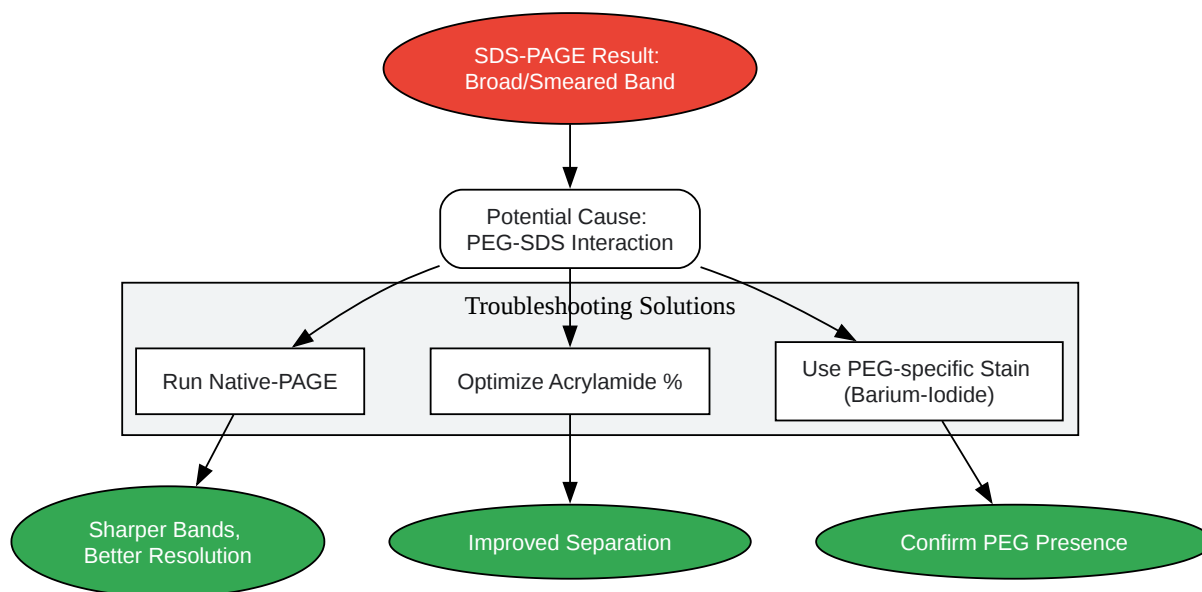 SDS-PAGE Result:
Broad/Smeared Band
Potential Cause:
PEG-SDS Interaction
Troubleshooting Solutions
Run Native-PAGE
Optimize Acrylamide %
Use PEG-specific Stain
(Barium-Iodide)
Sharper Bands,
Better Resolution
Improved Separation
Confirm PEG Presence